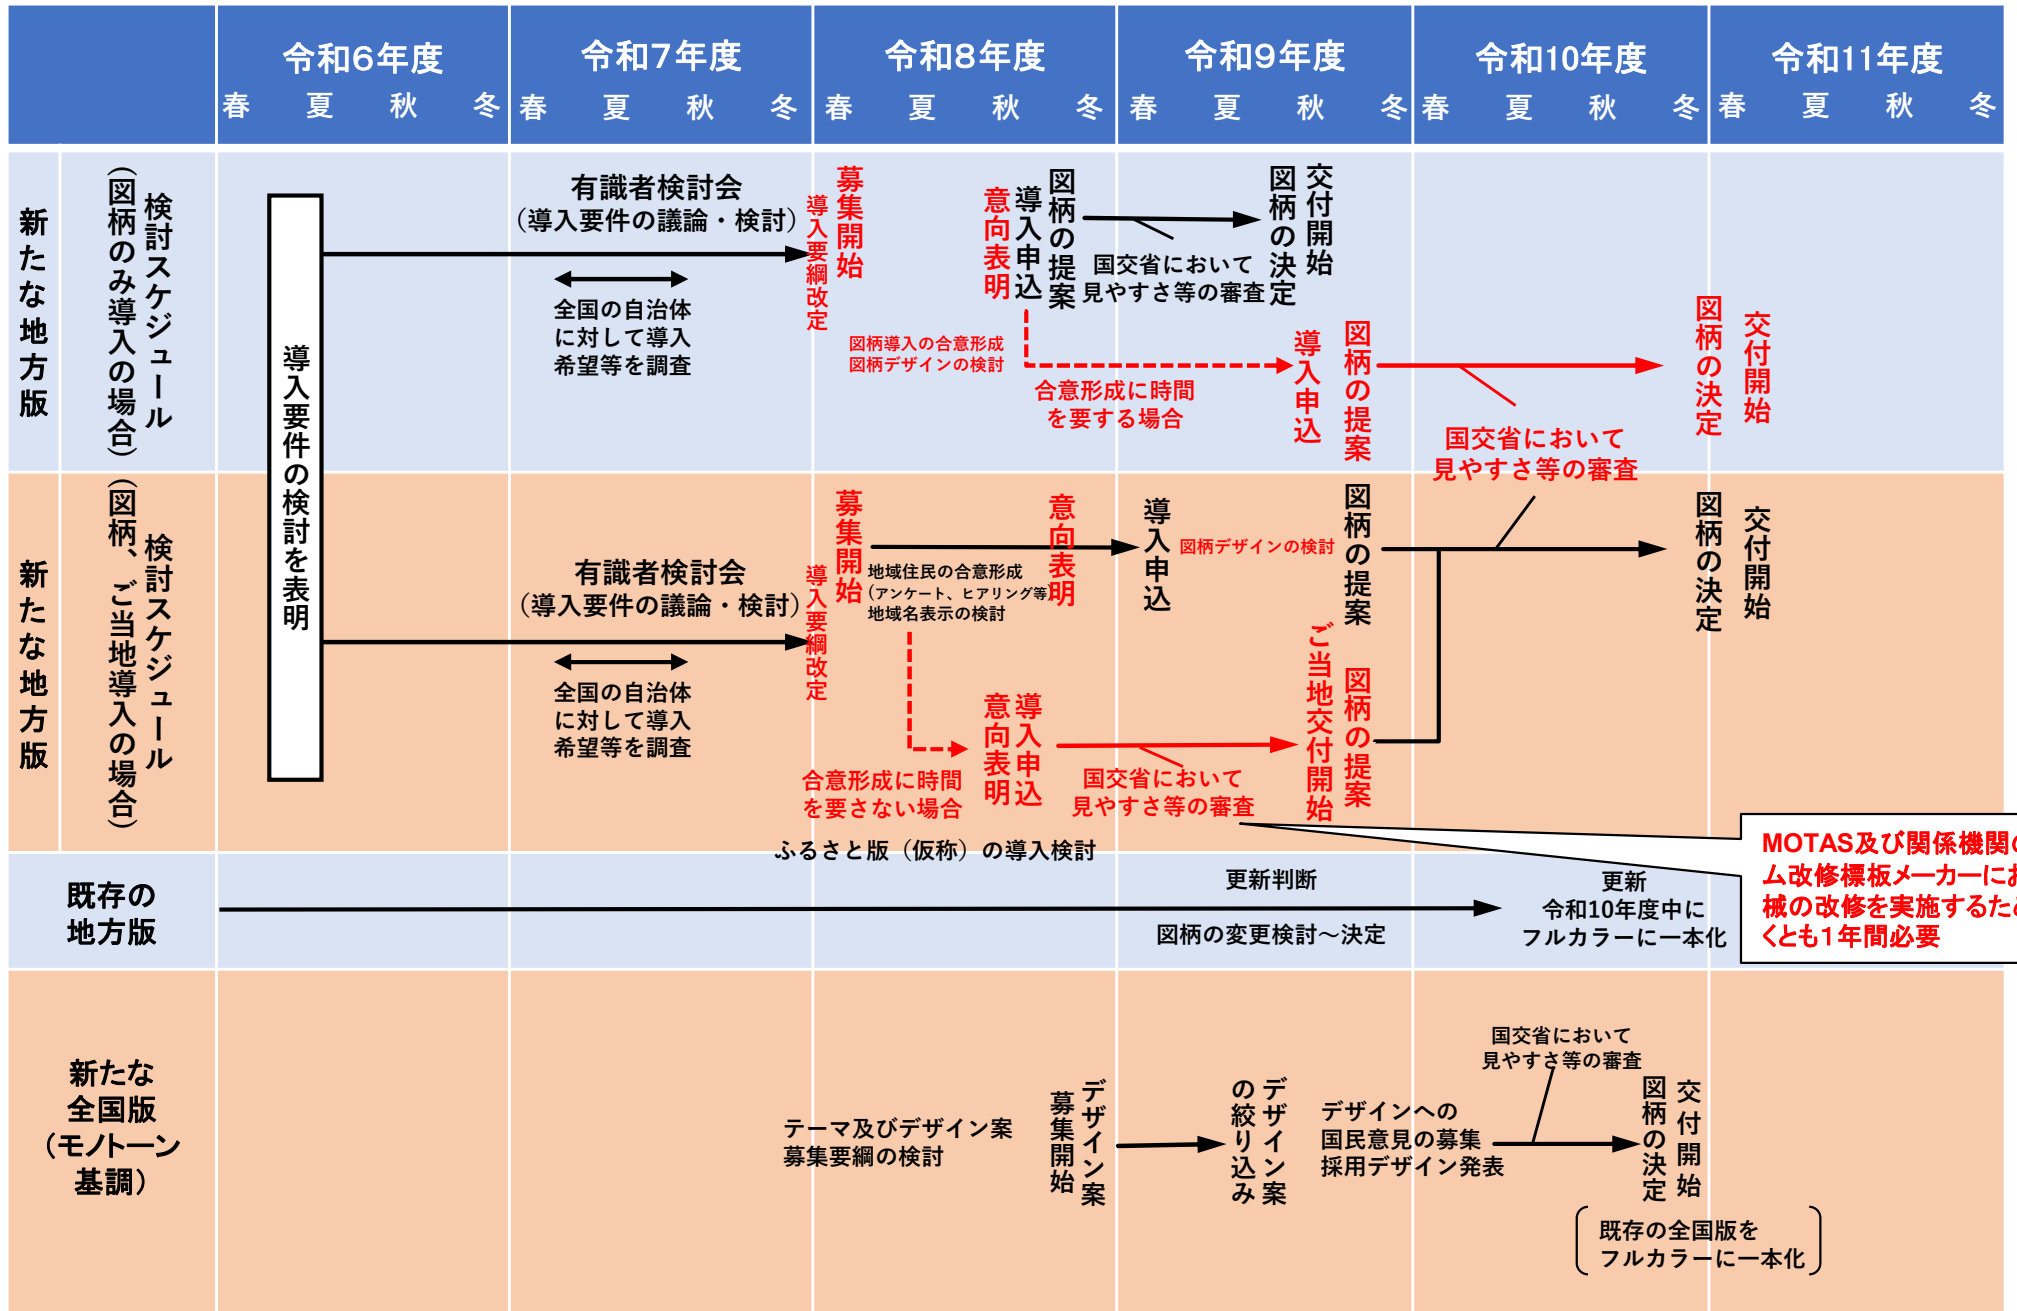 令和6年度
春 夏 秋 冬
令和7年度
春 夏 秋 冬
令和8年度
春 夏 秋 冬
令和9年度
春 夏 秋 冬
令和10年度
春 夏 秋 冬
令和11年度
春 夏 秋 冬
新たな地方版
検討スケジュール
（図柄のみ導入の場合）
導入要件の検討を表明
有識者検討会
（導入要件の議論・検討）
全国の自治体
に対して導入
希望等を調査
導入要綱改定
募集開始
意向表明
導入申込
図柄の提案
国交省において
見やすさ等の審査
図柄の決定
交付開始
図柄導入の合意形成
図柄デザインの検討
合意形成に時間
を要する場合
導入申込
図柄の提案
国交省において
見やすさ等の審査
図柄の決定
交付開始
新たな地方版
検討スケジュール
（図柄、ご当地導入の場合）
有識者検討会
（導入要件の議論・検討）
全国の自治体
に対して導入
希望等を調査
導入要綱改定
募集開始
地域住民の合意形成
（アンケート、ヒアリング等）
地域名表示の検討
意向表明
導入申込
図柄デザインの検討
図柄の提案
図柄の決定
交付開始
合意形成に時間
を要さない場合
意向表明
導入申込
国交省において
見やすさ等の審査
ご当地交付開始
図柄の提案
MOTAS及び関係機関の
ム改修標板メーカーにお
械の改修を実施するため
くとも1年間必要
ふるさと版（仮称）の導入検討
既存の
地方版
更新判断
図柄の変更検討～決定
更新
令和10年度中に
フルカラーに一本化
新たな
全国版
（モノトーン
基調）
テーマ及びデザイン案
募集要綱の検討
デザイン案
募集開始
デザイン案
の絞り込み
デザインへの
国民意見の募集
採用デザイン発表
国交省において
見やすさ等の審査
図柄の決定
交付開始
既存の全国版を
フルカラーに一本化